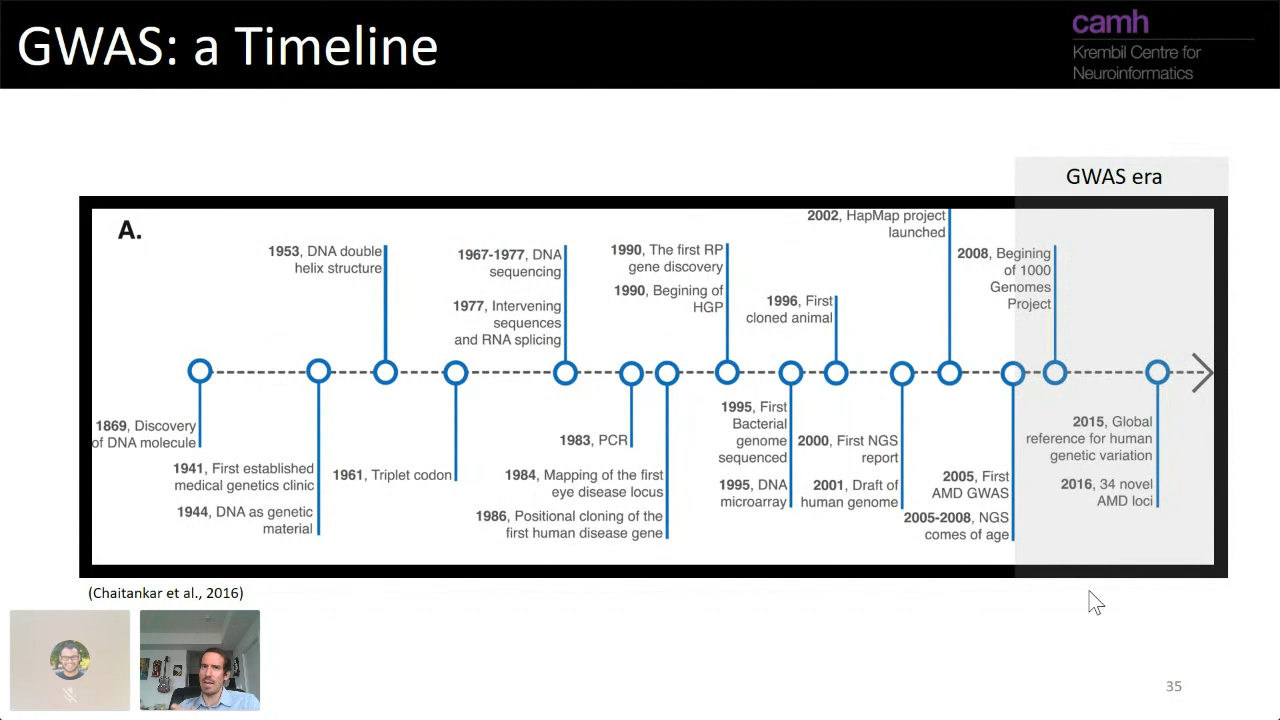 GWAS: a Timeline
camh
Krembil Centre for
Neuroinformatics
GWAS era
A.
1953, DNA double
helix structure
1967-1977, DNA
sequencing
1977, Intervening
sequences
and RNA splicing
1990, The first RP
gene discovery
1990, Begining of
HGP
1996, First
cloned animal
2002, HapMap project
launched
2008, Begining
of 1000
Genomes
Project
1869, Discovery
of DNA molecule
1941, First established
medical genetics clinic
1944, DNA as genetic
material
1961, Triplet codon
1983, PCR
1984, Mapping of the first
eye disease locus
1986, Positional cloning of the
first human disease gene
1995, First
Bacterial
genome
sequenced
1995, DNA
microarray
2000, First NGS
report
2001, Draft of
human genome
2005, First
AMD GWAS
2005-2008, NGS
comes of age
2015, Global
reference for human
genetic variation
2016, 34 novel
AMD loci
(Chaitankar et al., 2016)
35